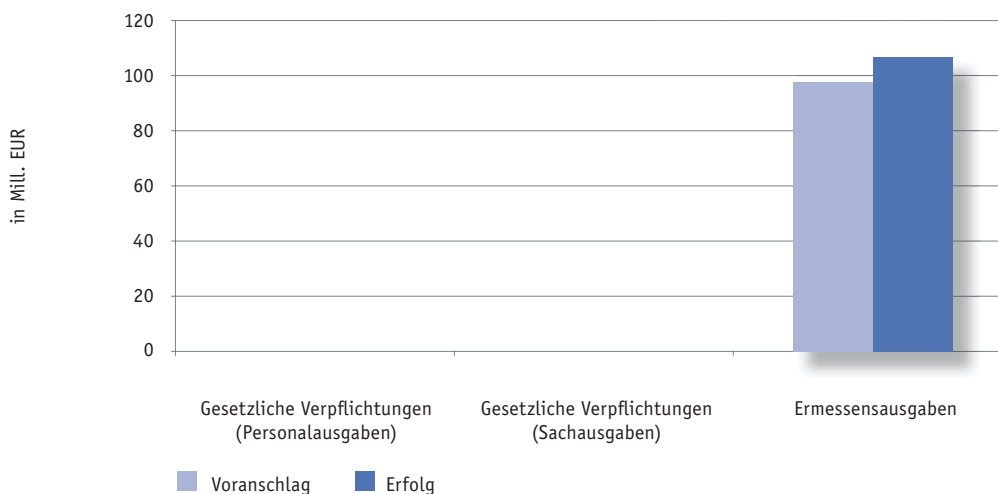 in Mill. EUR
120
100
80
60
40
20
0
Gesetzliche Verpflichtungen
(Personalausgaben)
Gesetzliche Verpflichtungen
(Sachausgaben)
Ermessensausgaben
Voranschlag
Erfolg